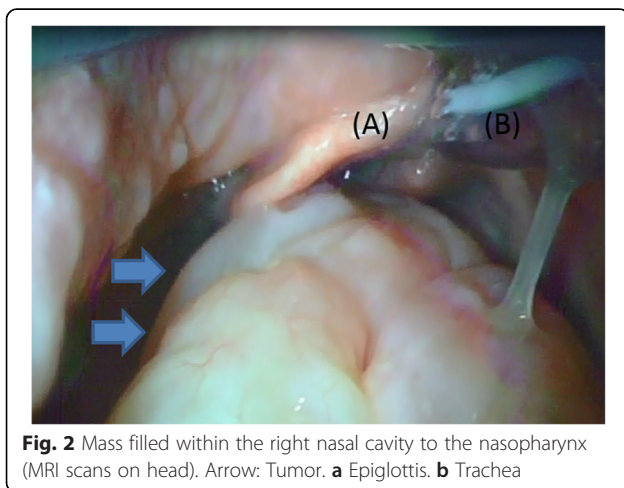 (A)
(B)
Fig. 2 Mass filled within the right nasal cavity to the nasopharynx
(MRI scans on head). Arrow: Tumor. a Epiglottis. b Trachea